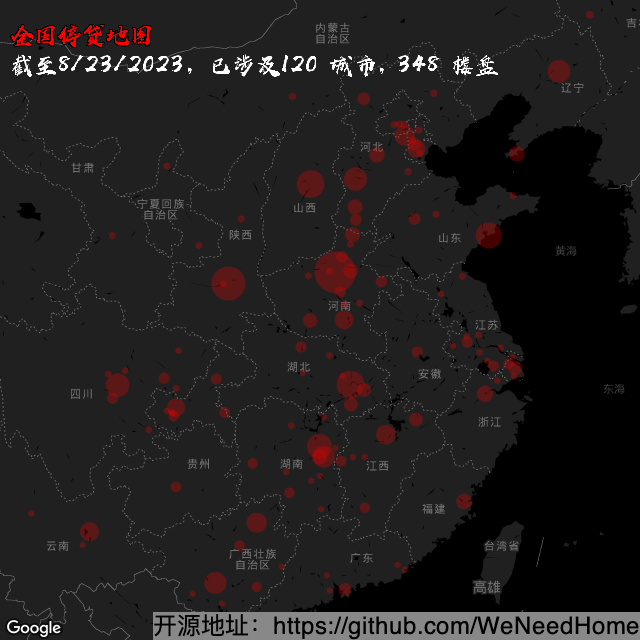 全国停贷地图
截至8/23/2023，已涉及120 城市，348 楼盘
内蒙古
自治区
吉
辽宁
河北
甘肃
宁夏回族
自治区
山西
陕西
山东
黄海
河南
江苏
湖北
安徽
东海
四川
浙江
贵州
湖南
江西
福建
云南
广西壮族
自治区
广东
台湾省
高雄
Google
开源地址：https://github.com/WeNeedHome